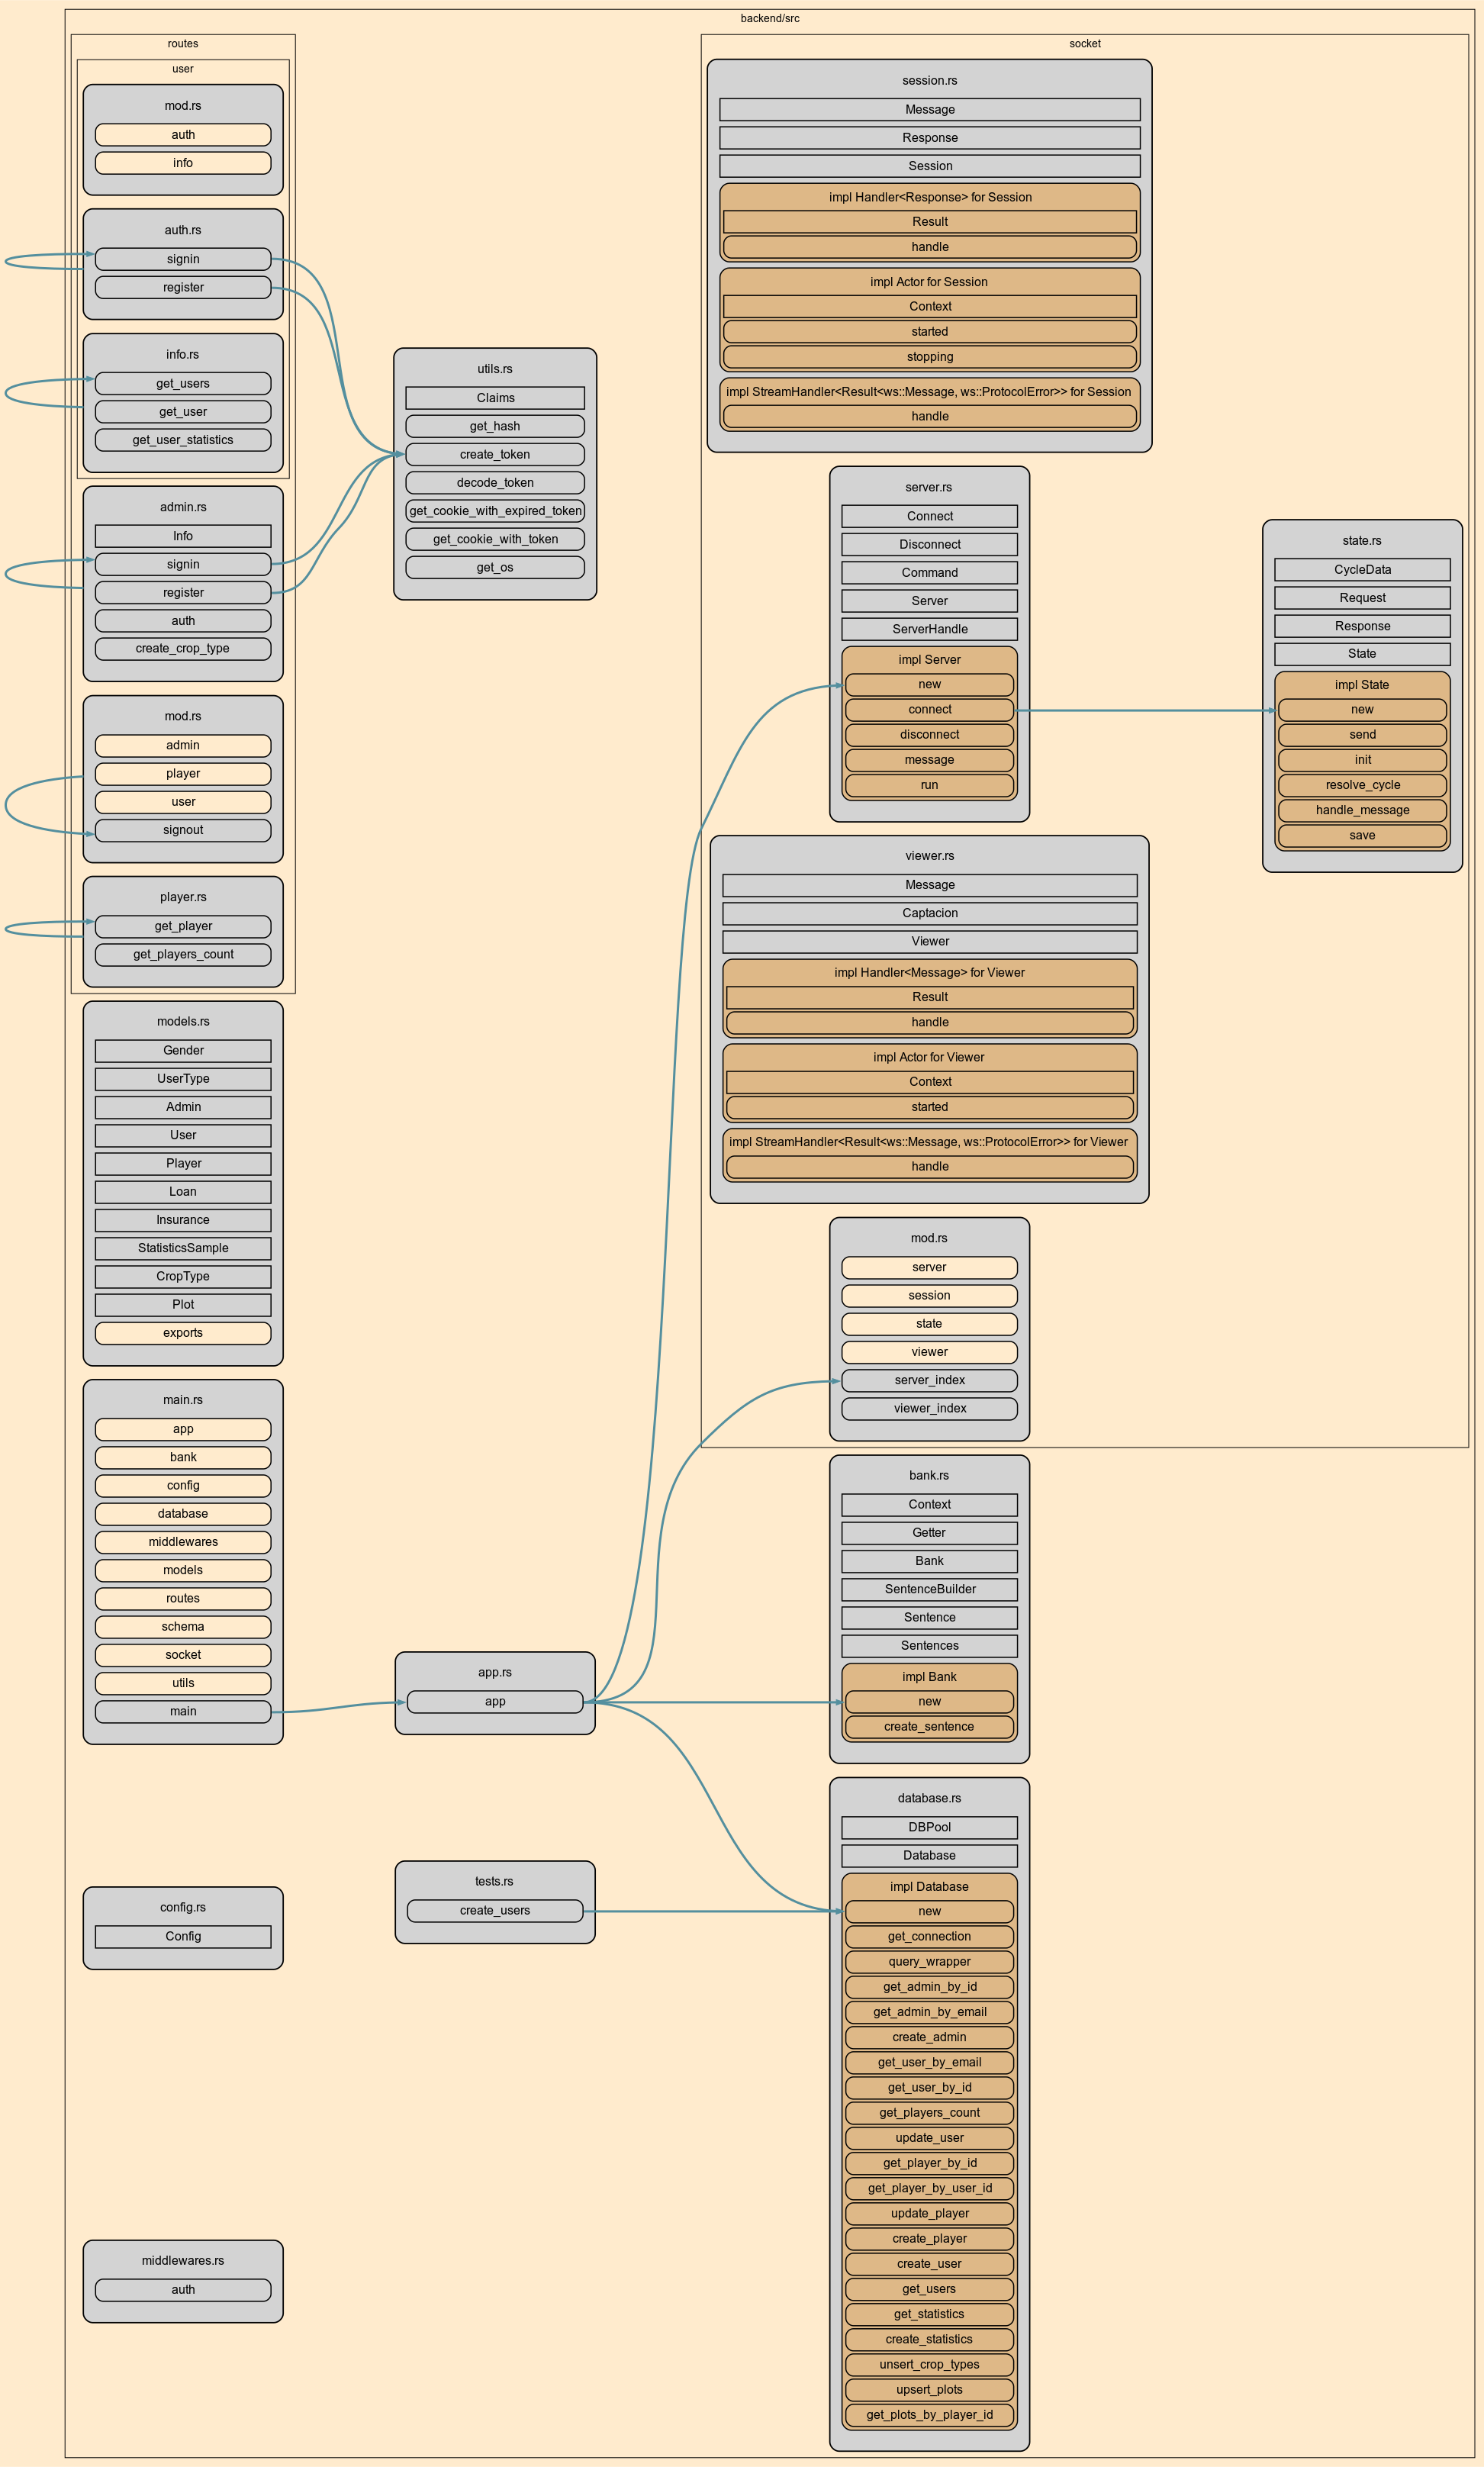 backend/src
routes
user
mod.rs
auth
info
auth.rs
signin
register
info.rs
get_users
get_user
get_user_statistics
admin.rs
Info
signin
register
auth
create_crop_type
mod.rs
admin
player
user
signout
player.rs
get_player
get_players_count
models.rs
Gender
UserType
Admin
User
Player
Loan
Insurance
StatisticsSample
CropType
Plot
exports
main.rs
app
bank
config
database
middlewares
models
routes
schema
socket
utils
main
config.rs
Config
middlewares.rs
auth
utils.rs
Claims
get_hash
create_token
decode_token
get_cookie_with_expired_token
get_cookie_with_token
get_os
app.rs
app
tests.rs
create_users
socket
session.rs
Message
Response
Session
impl Handler<Response> for Session
Result
handle
impl Actor for Session
Context
started
stopping
impl StreamHandler<Result<ws::Message, ws::ProtocolError>> for Session
handle
server.rs
Connect
Disconnect
Command
Server
ServerHandle
impl Server
new
connect
disconnect
message
run
state.rs
CycleData
Request
Response
State
impl State
new
send
init
resolve_cycle
handle_message
save
viewer.rs
Message
Captacion
Viewer
impl Handler<Message> for Viewer
Result
handle
impl Actor for Viewer
Context
started
impl StreamHandler<Result<ws::Message, ws::ProtocolError>> for Viewer
handle
mod.rs
server
session
state
viewer
server_index
viewer_index
bank.rs
Context
Getter
Bank
SentenceBuilder
Sentence
Sentences
impl Bank
new
create_sentence
database.rs
DBPool
Database
impl Database
new
get_connection
query_wrapper
get_admin_by_id
get_admin_by_email
create_admin
get_user_by_email
get_user_by_id
get_players_count
update_user
get_player_by_id
get_player_by_user_id
update_player
create_player
create_user
get_users
get_statistics
create_statistics
unsert_crop_types
upsert_plots
get_plots_by_player_id